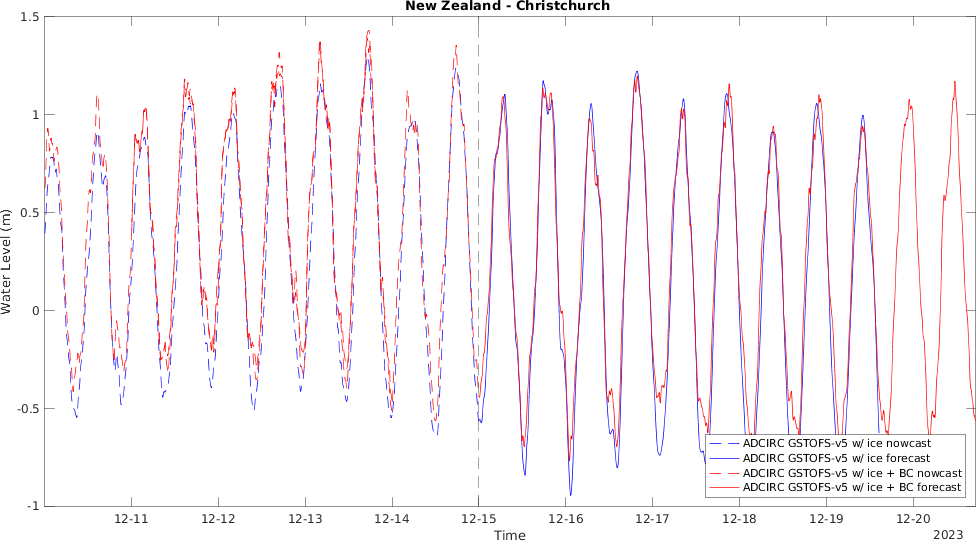 New Zealand - Christchurch
Water Level (m)
1.5
1
0.5
0
-0.5
-1
12-11
12-12
12-13
12-14
12-15
12-16
12-17
12-18
12-19
12-20
Time
2023
ADCIRC GSTOFS-v5 w/ ice nowcast
ADCIRC GSTOFS-v5 w/ ice forecast
ADCIRC GSTOFS-v5 w/ ice + BC nowcast
ADCIRC GSTOFS-v5 w/ ice + BC forecast